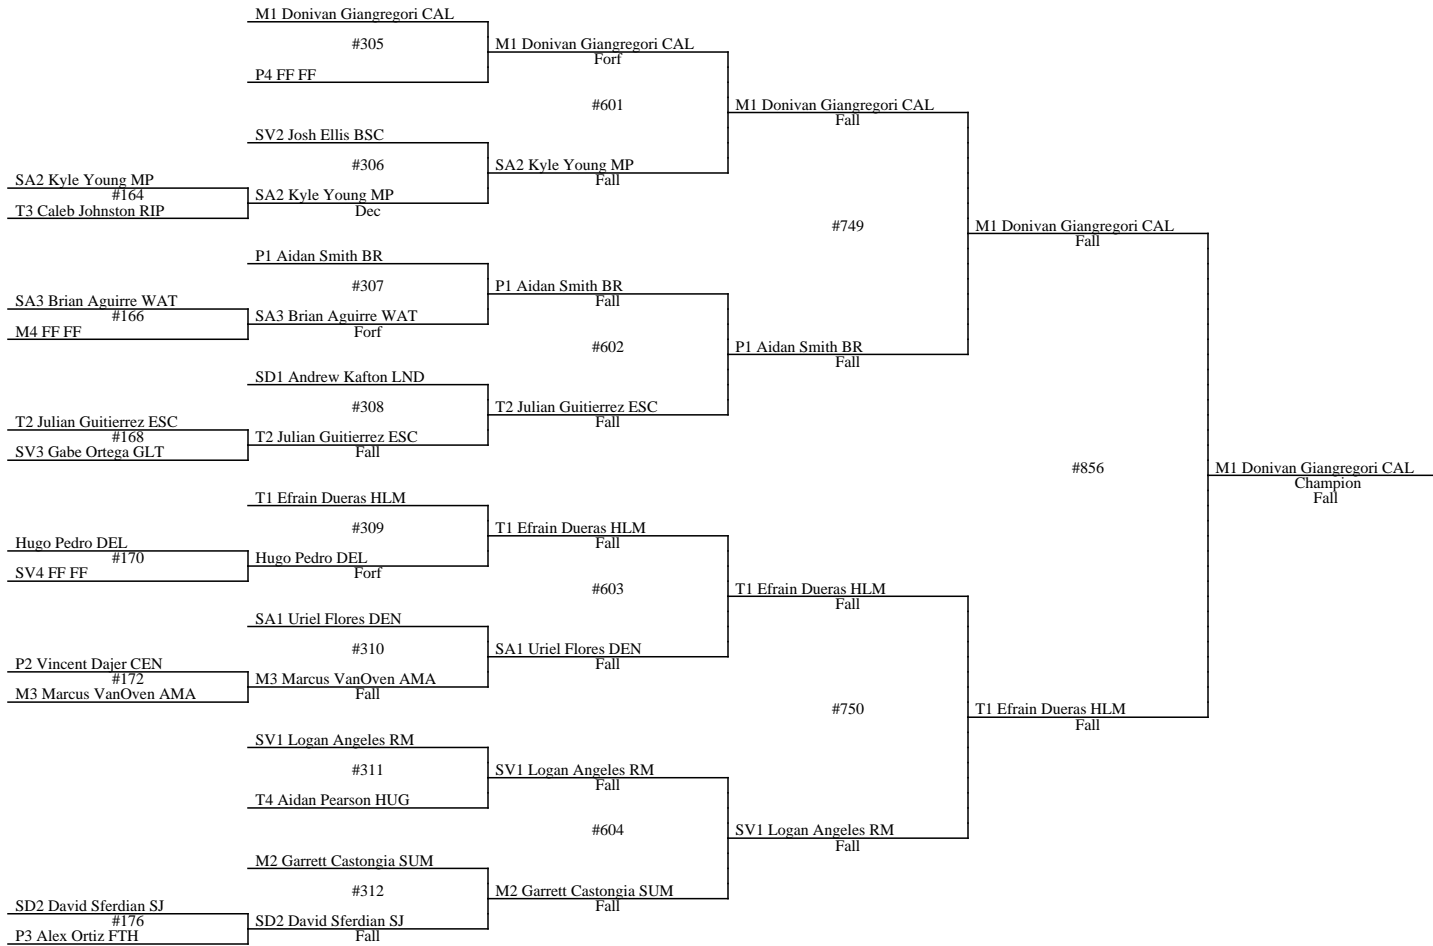 M1 Donivan Giangregori CAL
#305
M1 Donivan Giangregori CAL
Forf
P4 FF FF
#601
M1 Donivan Giangregori CAL
Fall
SV2 Josh Ellis BSC
#306
SA2 Kyle Young MP
Fall
SA2 Kyle Young MP
#164
SA2 Kyle Young MP
Dec
T3 Caleb Johnston RIP
#749
M1 Donivan Giangregori CAL
Fall
P1 Aidan Smith BR
#307
P1 Aidan Smith BR
Fall
SA3 Brian Aguirre WAT
#166
SA3 Brian Aguirre WAT
Forf
M4 FF FF
#602
P1 Aidan Smith BR
Fall
SD1 Andrew Kafton LND
#308
T2 Julian Guitierrez ESC
Fall
T2 Julian Guitierrez ESC
#168
T2 Julian Guitierrez ESC
Fall
SV3 Gabe Ortega GLT
#856
M1 Donivan Giangregori CAL
Champion
Fall
T1 Efrain Dueras HLM
#309
T1 Efrain Dueras HLM
Fall
Hugo Pedro DEL
#170
Hugo Pedro DEL
Forf
SV4 FF FF
#603
T1 Efrain Dueras HLM
Fall
SA1 Uriel Flores DEN
#310
SA1 Uriel Flores DEN
Fall
P2 Vincent Dajer CEN
#172
M3 Marcus VanOven AMA
Fall
M3 Marcus VanOven AMA
#750
T1 Efrain Dueras HLM
Fall
SV1 Logan Angeles RM
#311
SV1 Logan Angeles RM
Fall
T4 Aidan Pearson HUG
#604
SV1 Logan Angeles RM
Fall
M2 Garrett Castongia SUM
#312
M2 Garrett Castongia SUM
Fall
SD2 David Sferdian SJ
#176
SD2 David Sferdian SJ
Fall
P3 Alex Ortiz FTH